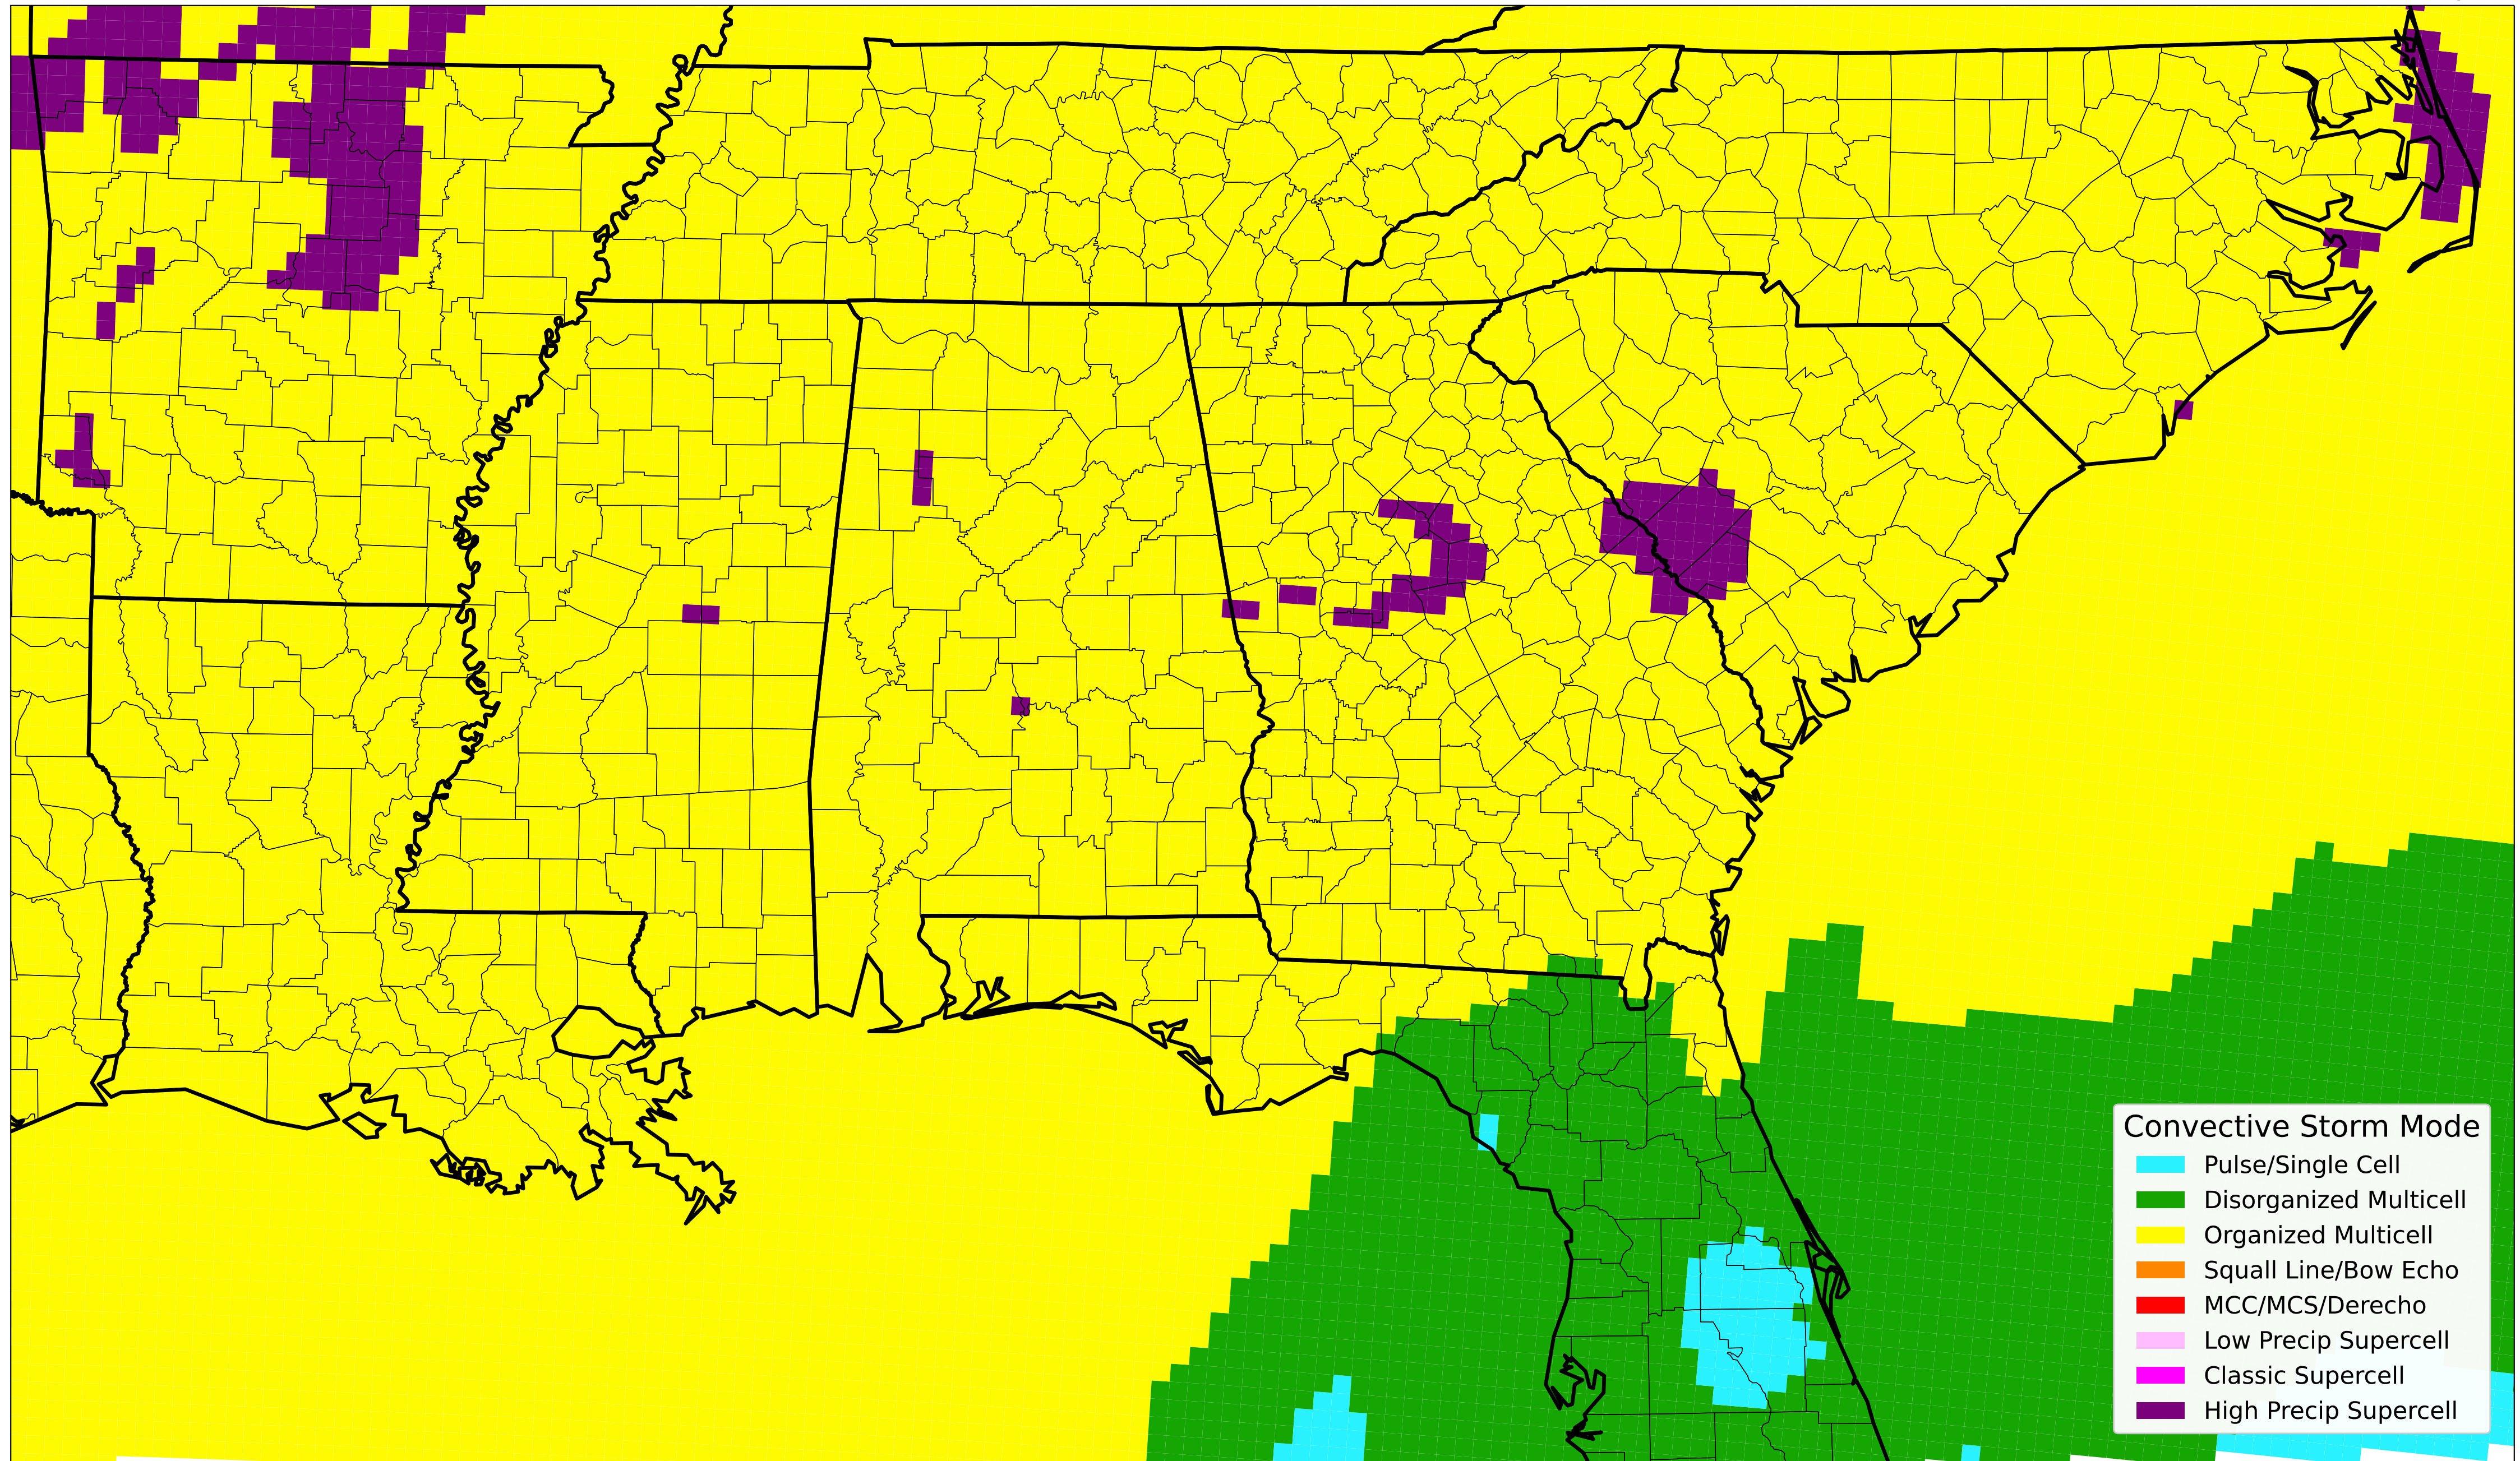 Convective Storm Mode
Pulse/Single Cell
Disorganized Multicell
Organized Multicell
Squall Line/Bow Echo
MCC/MCS/Derecho
Low Precip Supercell
Classic Supercell
High Precip Supercell